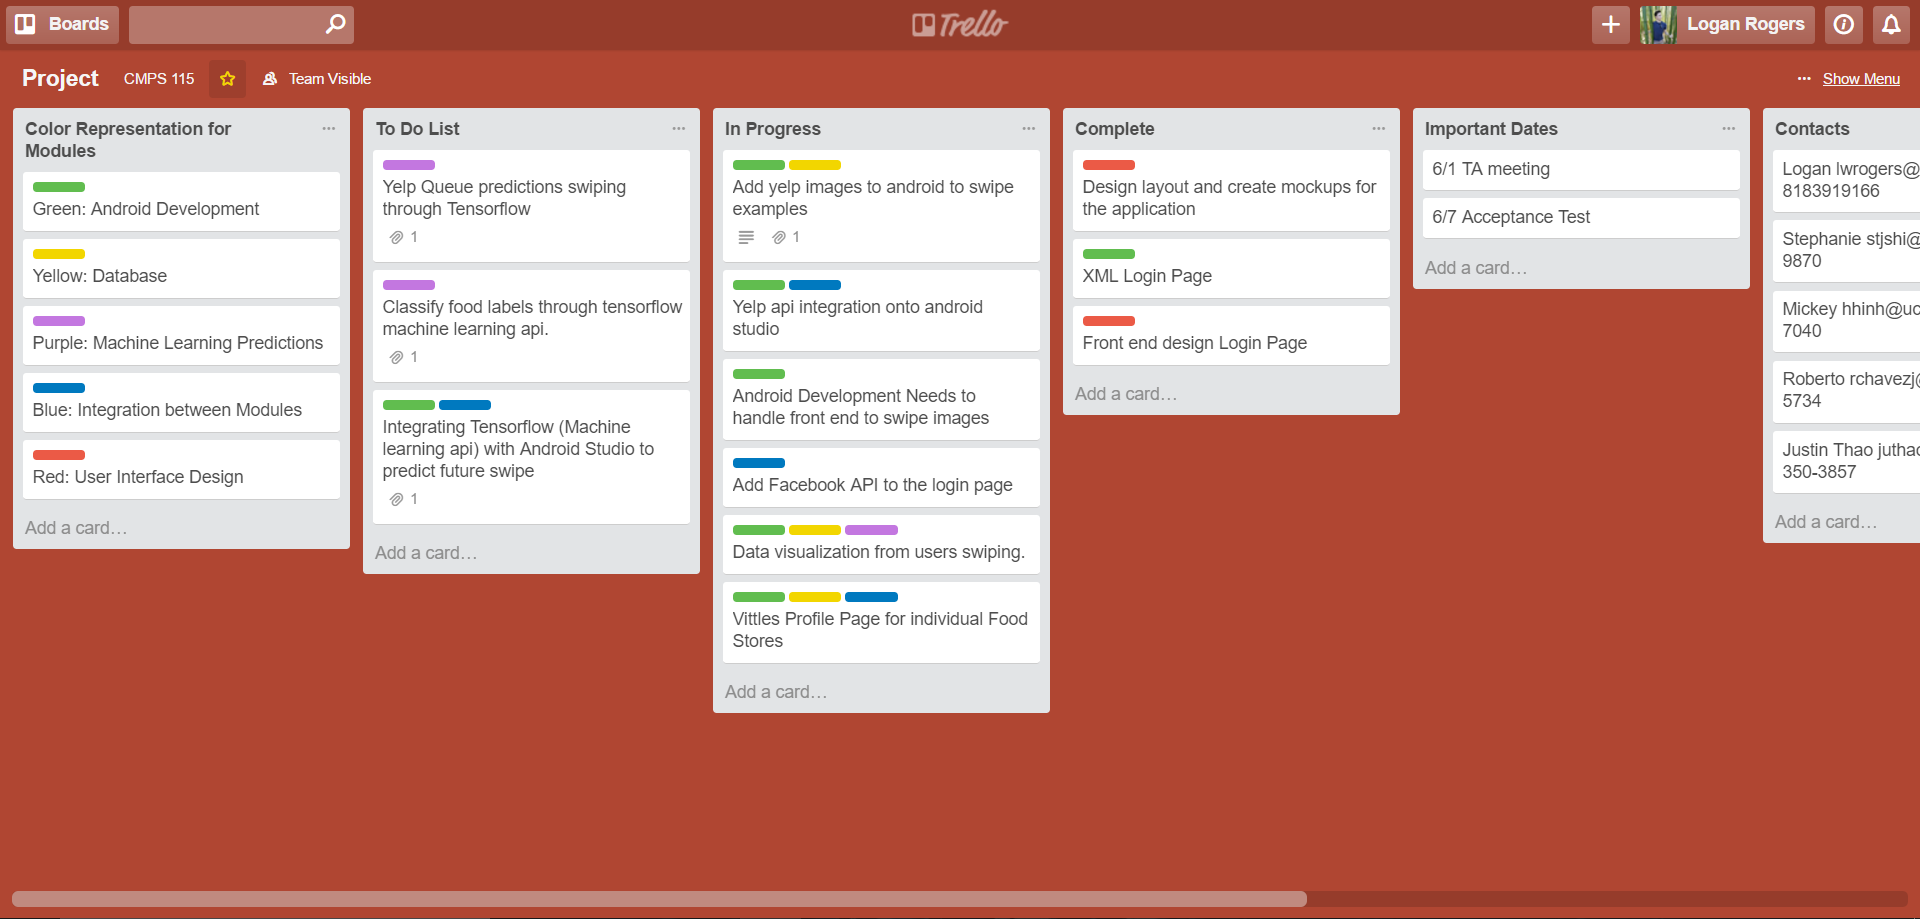 Boards
Trello
Logan Rogers
Project
CMPS 115
Team Visible
Show Menu
Color Representation for
Modules
Green: Android Development
Yellow: Database
Purple: Machine Learning Predictions
Blue: Integration between Modules
Red: User Interface Design
Add a card…
To Do List
Yelp Queue predictions swiping
through Tensorflow
1
Classify food labels through tensorflow
machine learning api.
1
Integrating Tensorflow (Machine
learning api) with Android Studio to
predict future swipe
1
Add a card…
In Progress
Add yelp images to android to swipe
examples
1
Yelp api integration onto android
studio
Android Development Needs to
handle front end to swipe images
Add Facebook API to the login page
Data visualization from users swiping.
Vittles Profile Page for individual Food
Stores
Add a card…
Complete
Design layout and create mockups for
the application
XML Login Page
Front end design Login Page
Add a card…
Important Dates
6/1 TA meeting
6/7 Acceptance Test
Add a card…
Contacts
Logan lwrogers@
8183919166
Stephanie stjshi@
9870
Mickey hhinh@uc
7040
Roberto rchavezj@
5734
Justin Thao juthao
350-3857
Add a card…